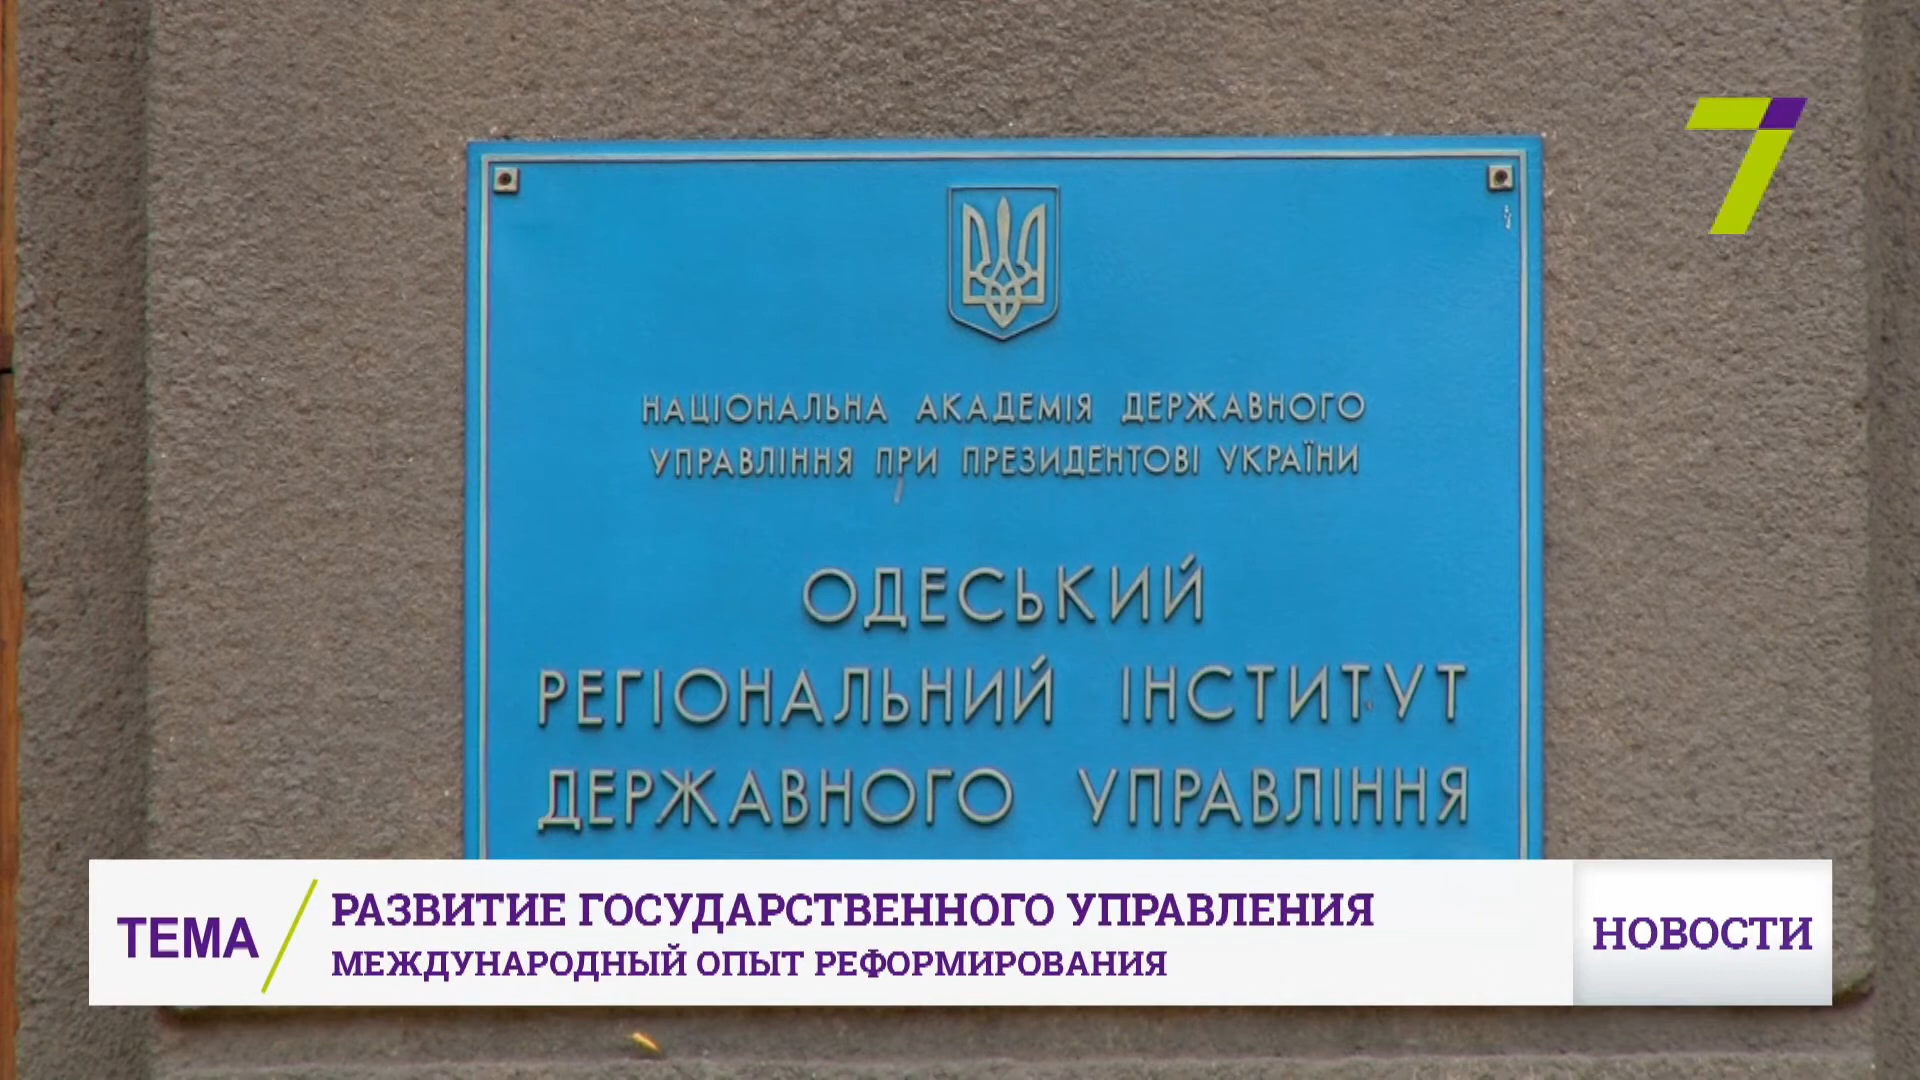 7
НАЦІОНАЛЬНА АКАДЕМІЯ ДЕРЖАВНОГО
УПРАВЛІННЯ ПРИ ПРЕЗИДЕНТОВІ УКРАЇНИ
ОДЕСЬКИЙ
РЕГІОНАЛЬНИЙ ІНСТИТУТ
ДЕРЖАВНОГО УПРАВЛІННЯ
ТЕМА
РАЗВИТИЕ ГОСУДАРСТВЕННОГО УПРАВЛЕНИЯ
МЕЖДУНАРОДНЫЙ ОПЫТ РЕФОРМИРОВАНИЯ
НОВОСТИ